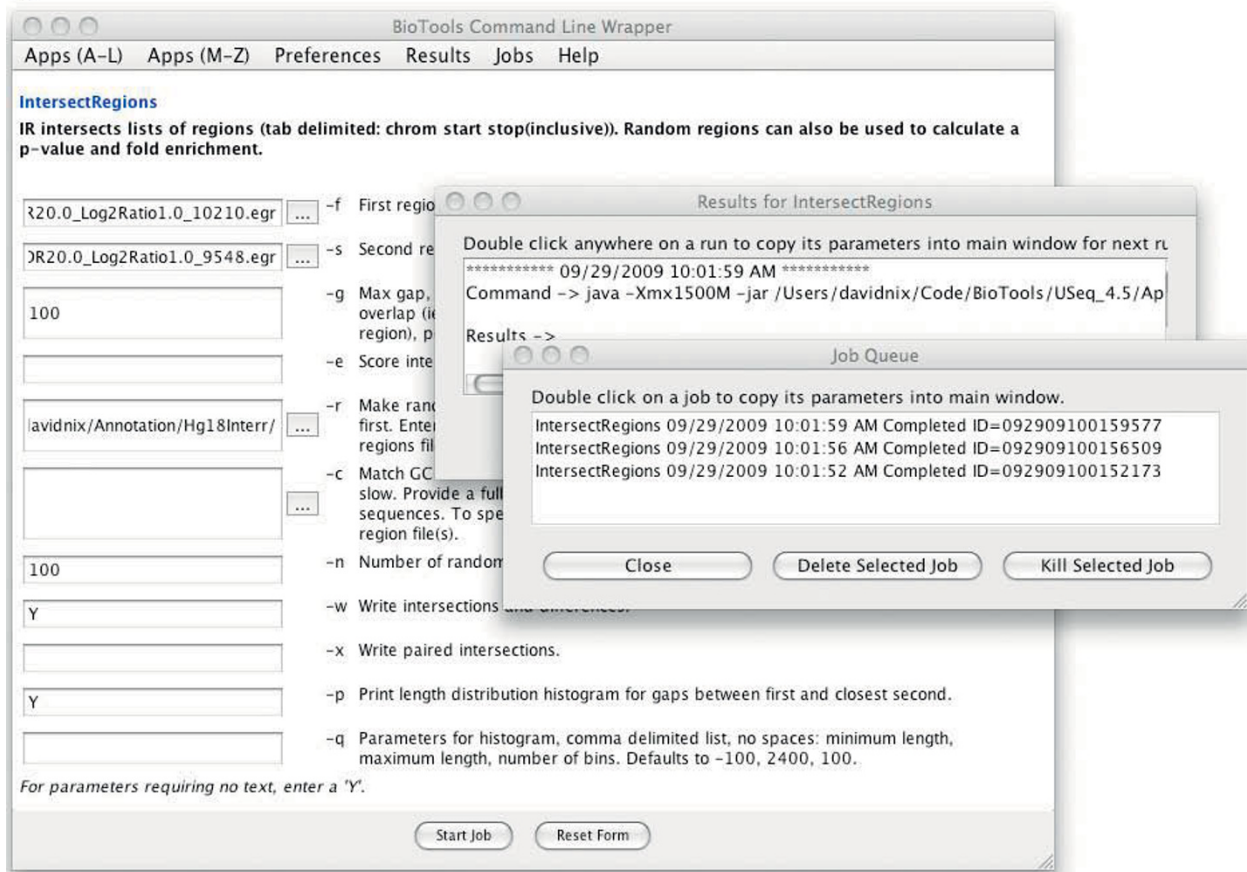 BioTools Command Line Wrapper
Apps (A-L) Apps (M-Z) Preferences Results Jobs Help
IntersectRegions
IR intersects lists of regions (tab delimited: chrom start stop(inclusive)). Random regions can also be used to calculate a
p-value and fold enrichment.
R20.0_Log2Ratio1.0_10210.egr ... -f First regio
DR20.0_Log2Ratio1.0_9548.egr ... -s Second re
100
-g Max gap,
overlap (ie
region), p
-e Score inte
-r Make rand
avidnix/Annotation/Hg18Interr/ ... first. Enter
regions fil
-c Match GC
slow. Provide a full
... sequences. To spe
region file(s).
100 -n Number of random
Y -w Write intersections and differences.
-x Write paired intersections.
Y -p Print length distribution histogram for gaps between first and closest second.
-q Parameters for histogram, comma delimited list, no spaces: minimum length,
maximum length, number of bins. Defaults to -100, 2400, 100.
For parameters requiring no text, enter a 'Y'.
Start Job Reset Form
Results for IntersectRegions
Double click anywhere on a run to copy its parameters into main window for next ru
*********** 09/29/2009 10:01:59 AM ***********
Command -> java -Xmx1500M -jar /Users/davidnix/Code/BioTools/USeq_4.5/Ap
Results ->
Job Queue
Double click on a job to copy its parameters into main window.
IntersectRegions 09/29/2009 10:01:59 AM Completed ID=092909100159577
IntersectRegions 09/29/2009 10:01:56 AM Completed ID=092909100156509
IntersectRegions 09/29/2009 10:01:52 AM Completed ID=092909100152173
Close Delete Selected Job Kill Selected Job